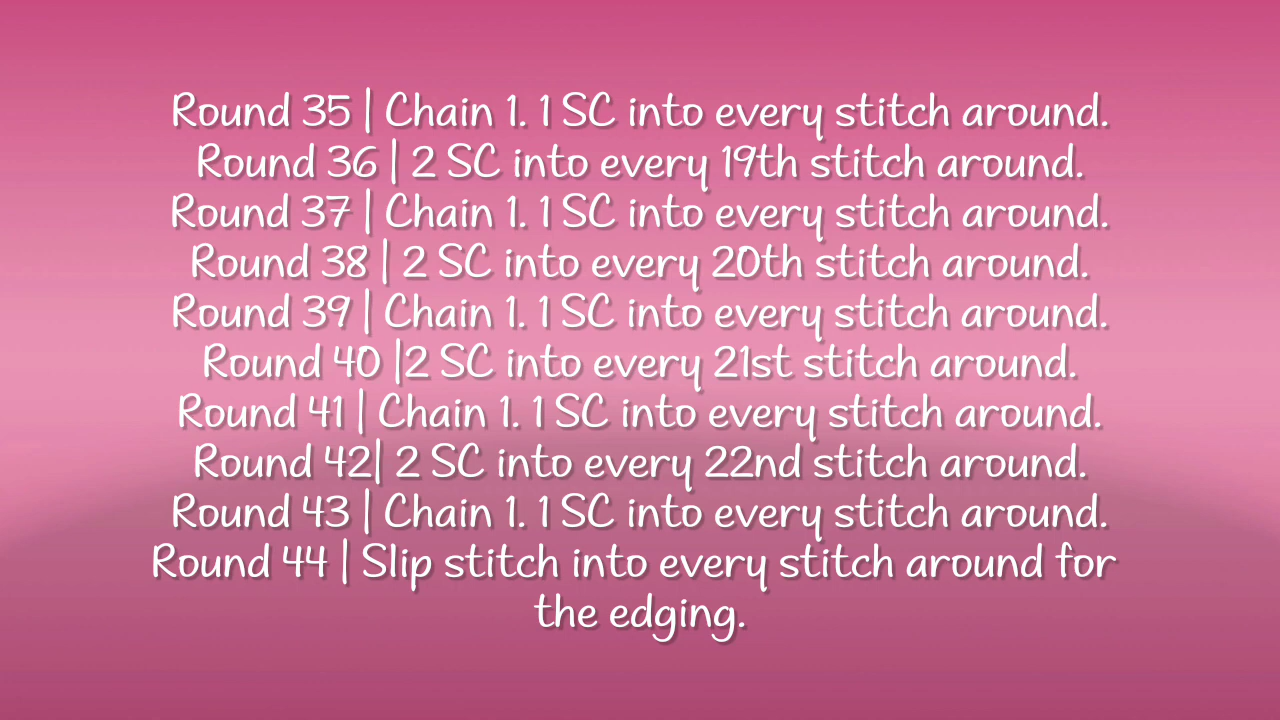 Round 35 | Chain 1. 1 SC into every stitch around.
Round 36 | 2 SC into every 19th stitch around.
Round 37 | Chain 1. 1 SC into every stitch around.
Round 38 | 2 SC into every 20th stitch around.
Round 39 | Chain 1. 1 SC into every stitch around.
Round 40 |2 SC into every 21st stitch around.
Round 41 | Chain 1. 1 SC into every stitch around.
Round 42| 2 SC into every 22nd stitch around.
Round 43 | Chain 1. 1 SC into every stitch around.
Round 44 | Slip stitch into every stitch around for
the edging.